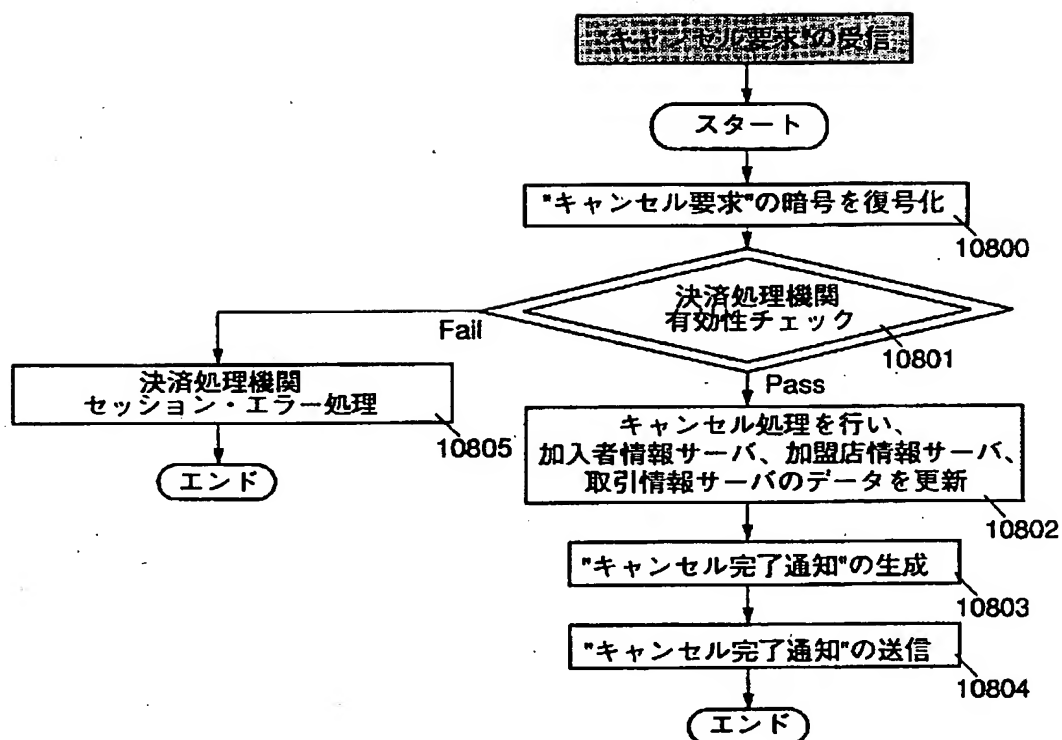 "キャンセル要求"の受信
スタート
"キャンセル要求"の暗号を復号化
10800
決済処理機関
有効性チェック
10801
Fail
Pass
決済処理機関
セッション・エラー処理
10805
エンド
キャンセル処理を行い、
加入者情報サーバ、加盟店情報サーバ、
取引情報サーバのデータを更新
10802
"キャンセル完了通知"の生成
10803
"キャンセル完了通知"の送信
10804
エンド